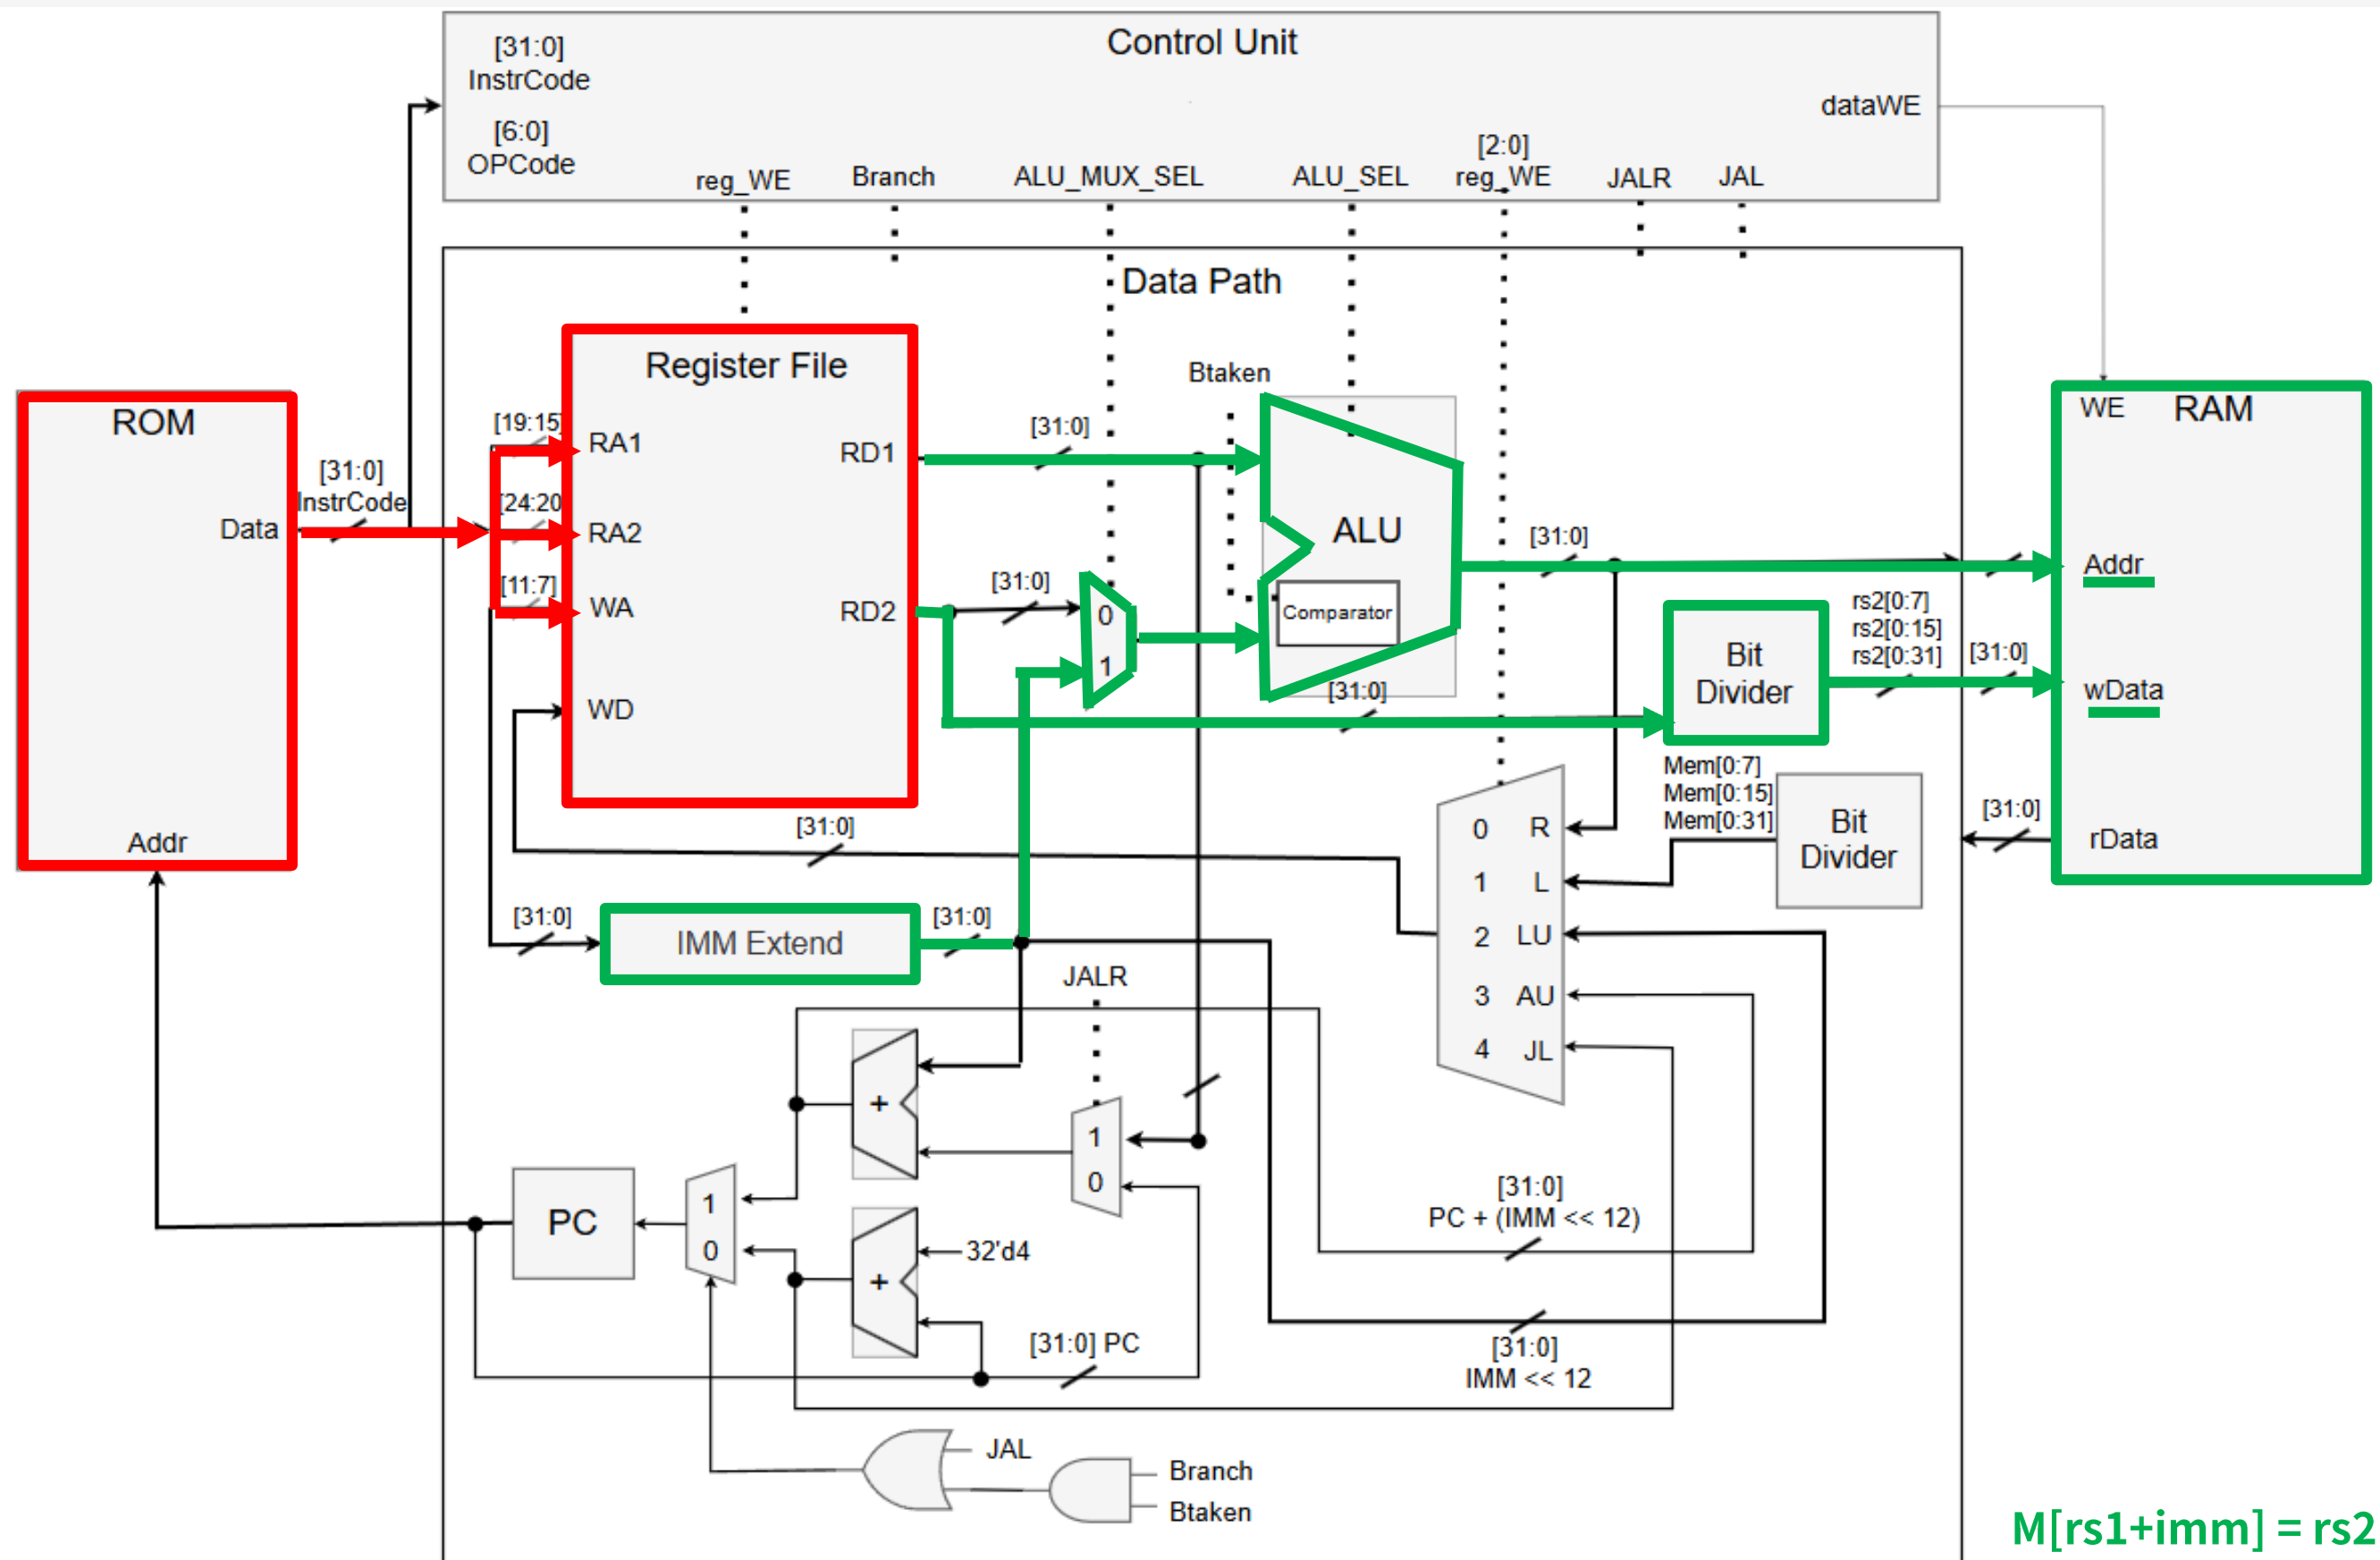 Control Unit
[31:0]
InstrCode
[6:0]
OPCode
dataWE
reg_WE
Branch
ALU_MUX_SEL
ALU_SEL
[2:0]
reg_WE
JALR
JAL
Data Path
ROM
Data
Addr
[31:0]
InstrCode
[19:15]
[24:20
[11:7]
Register File
RA1
RA2
WA
WD
RD1
RD2
[31:0]
[31:0]
0
1
Btaken
ALU
Comparator
[31:0]
[31:0]
Bit
Divider
rs2[0:7]
rs2[0:15]
rs2[0:31]
[31:0]
WE
RAM
Addr
wData
rData
[31:0]
Mem[0:7]
Mem[0:15]
Mem[0:31]
Bit
Divider
0 R
1 L
2 LU
3 AU
4 JL
[31:0]
[31:0]
IMM Extend
[31:0]
JALR
+
1
0
PC
1
0
+
32'd4
[31:0] PC
[31:0]
PC + (IMM << 12)
[31:0]
IMM << 12
JAL
Branch
Btaken
M[rs1+imm] = rs2